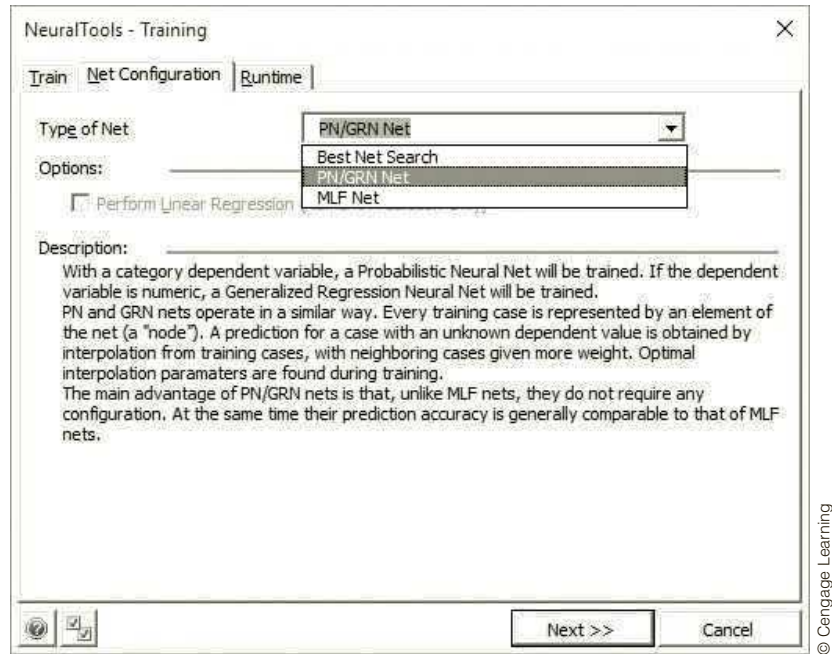 NeuralTools - Training
Train Net Configuration Runtime
Type of Net PN/GRN Net
Best Net Search
Options: PN/GRN Net
Perform Linear Regression MLF Net
Description:
With a category dependent variable, a Probabilistic Neural Net will be trained. If the dependent
variable is numeric, a Generalized Regression Neural Net will be trained.
PN and GRN nets operate in a similar way. Every training case is represented by an element of
the net (a "node"). A prediction for a case with an unknown dependent value is obtained by
interpolation from training cases, with neighboring cases given more weight. Optimal
interpolation paramaters are found during training.
The main advantage of PN/GRN nets is that, unlike MLF nets, they do not require any
configuration. At the same time their prediction accuracy is generally comparable to that of MLF
nets.
Next >> Cancel
© Cengage Learning